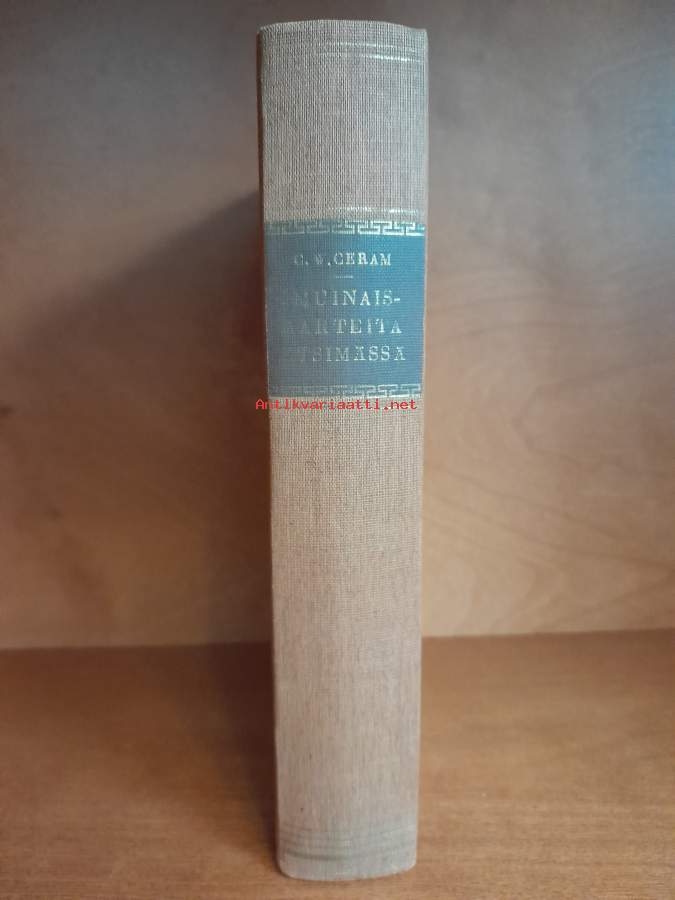 C. W. CERAM
MUINAIS-
AARTEITA
ETSIMÄSSÄ
Antikvariaatti.net